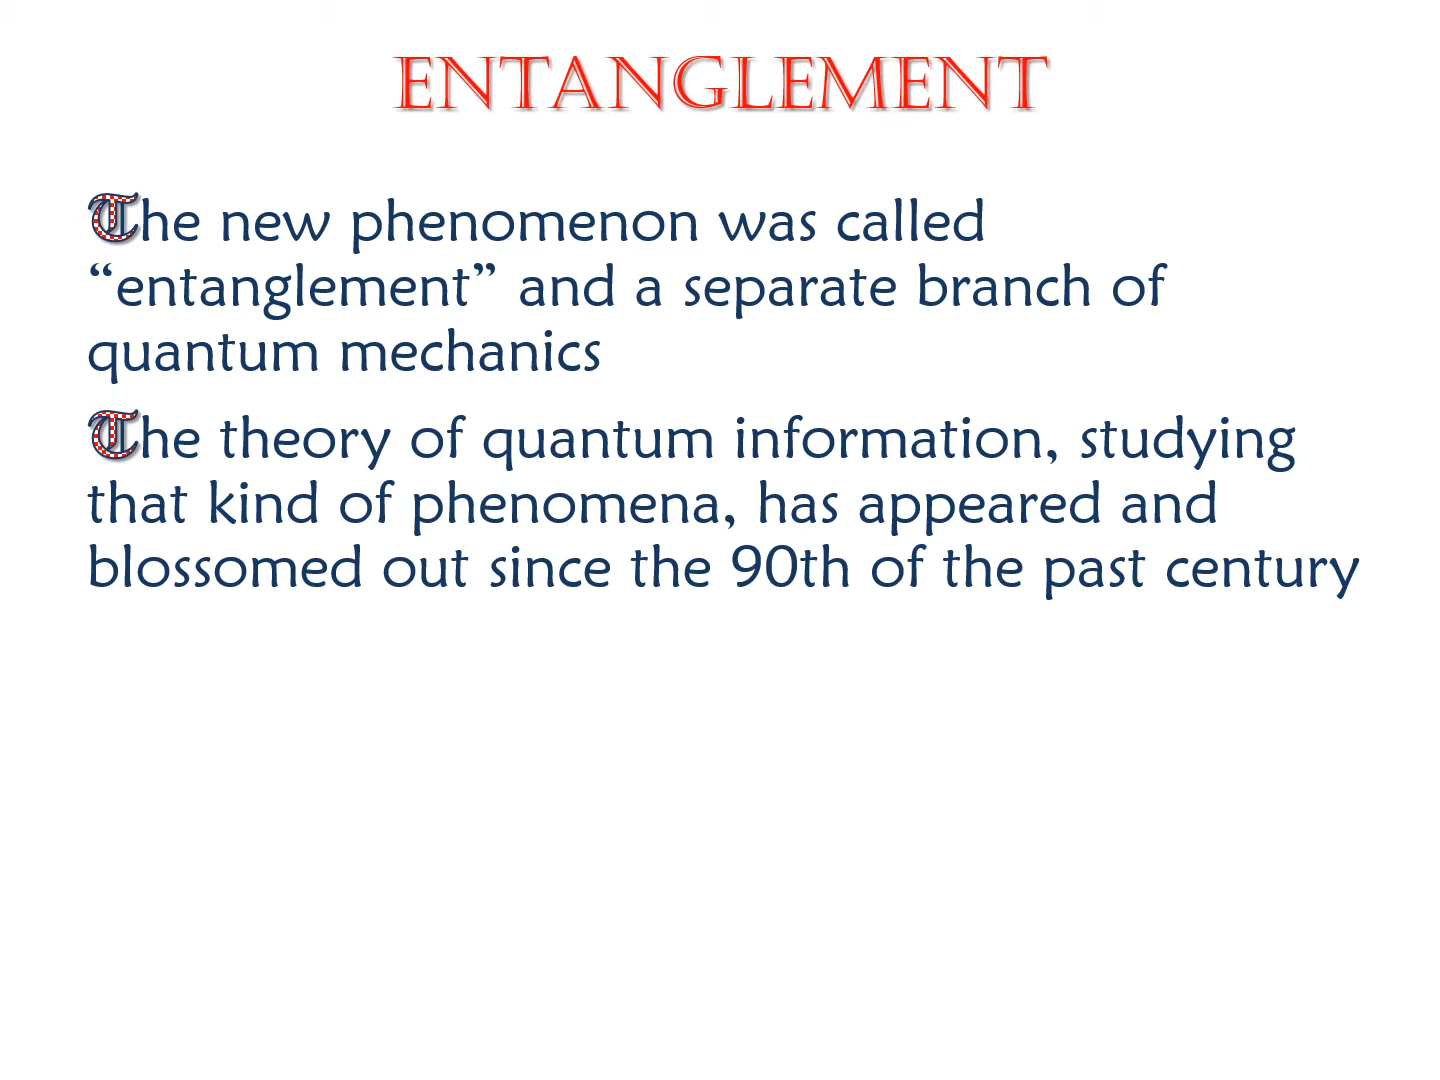 ENTANGLEMENT
The new phenomenon was called
“entanglement” and a separate branch of
quantum mechanics
The theory of quantum information, studying
that kind of phenomena, has appeared and
blossomed out since the 90th of the past century